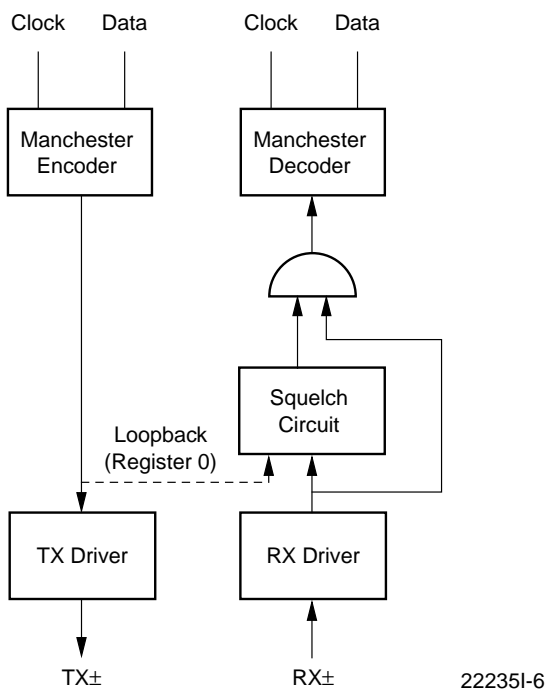 Clock Data Clock Data
Manchester
Encoder
Manchester
Decoder
Squelch
Circuit
Loopback
(Register 0)
TX Driver
RX Driver
TX±
RX±
22235I-6